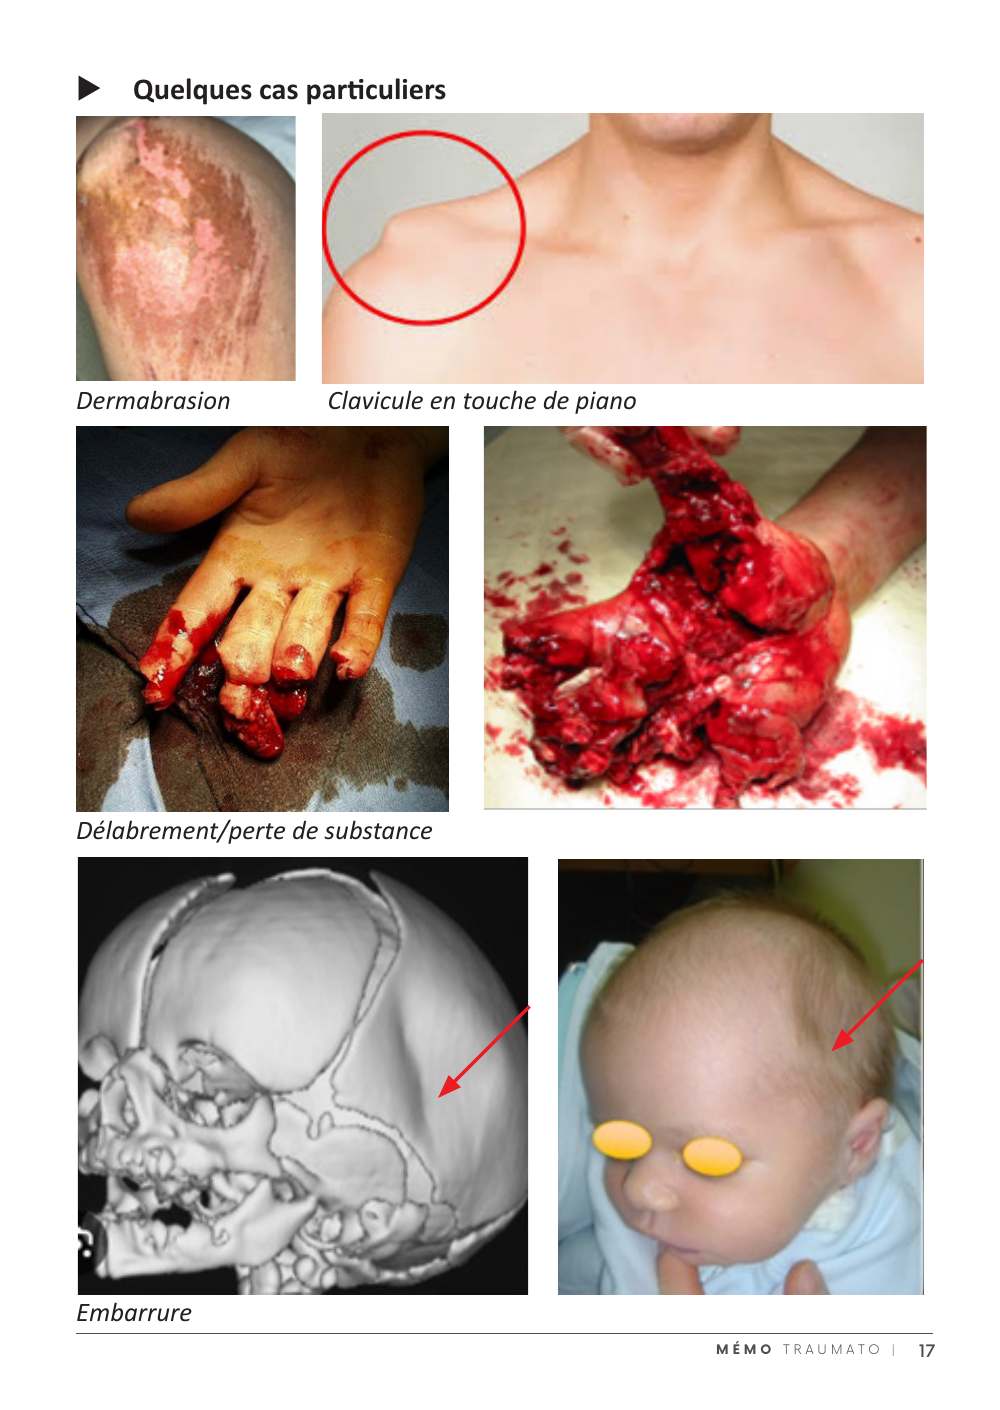 ▶ Quelques cas particuliers
Dermabrasion
Clavicule en touche de piano
Délabrement/perte de substance
Embarrure
MÉMO TRAUMATO | 17